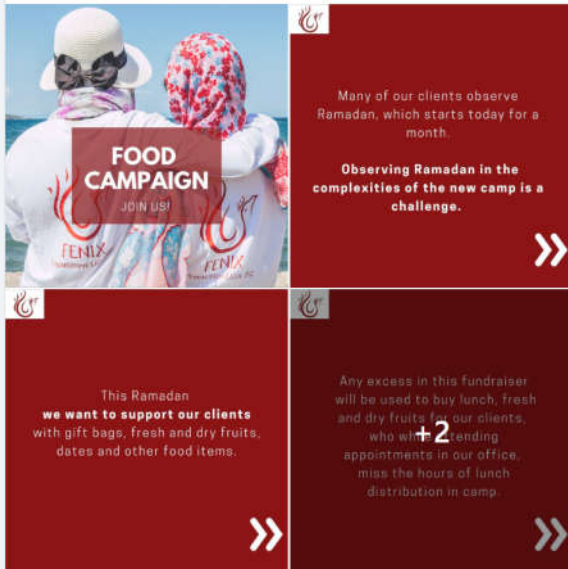 FOOD
CAMPAIGN
JOIN US!
FENIX
FENIX
Many of our clients observe
Ramadan, which starts today for a
month.
Observing Ramadan in the
complexities of the new camp is a
challenge.
This Ramadan
we want to support our clients
with gift bags, fresh and dry fruits,
dates and other food items.
Any excess in this fundraiser
will be used to buy lunch, fresh
and dry fruits for our clients,
who while attending
+2
appointments in our office,
miss the hours of lunch
distribution in camp.